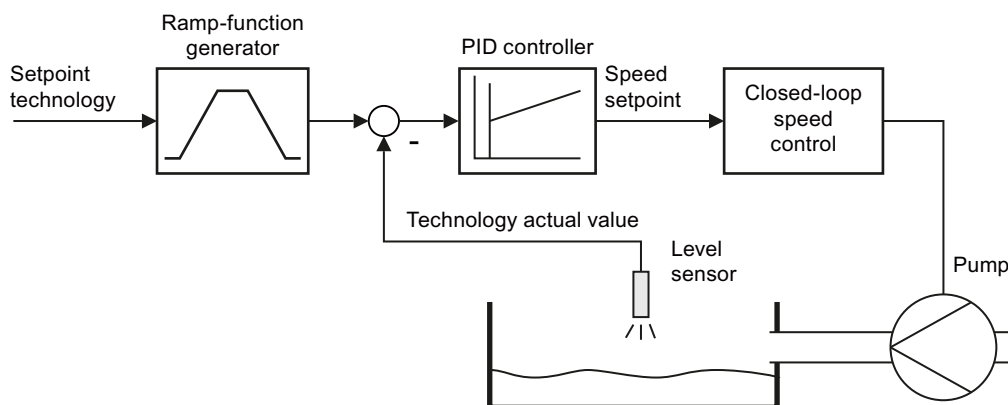 Ramp-function
generator
PID controller
Setpoint
technology
Speed
setpoint
Closed-loop
speed
control
-
Technology actual value
Level
sensor
Pump